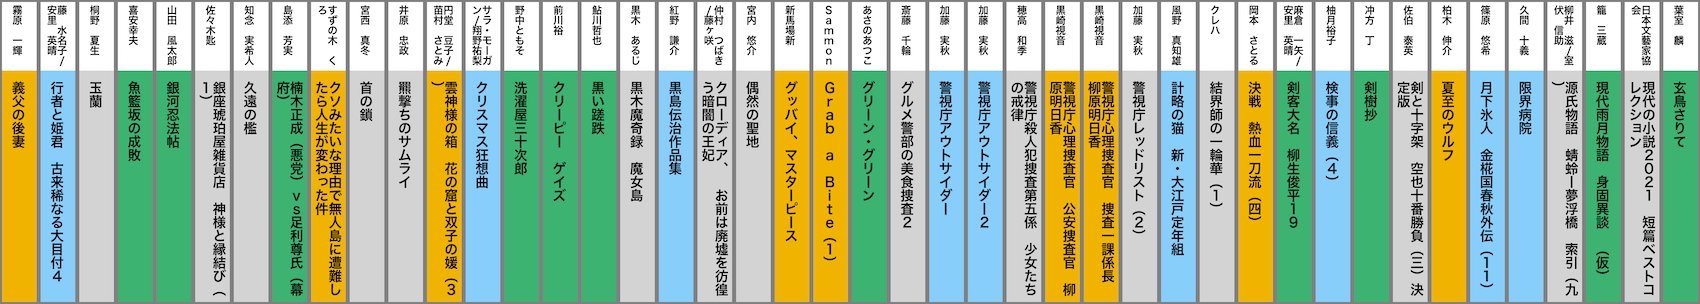 葉室 麟
玄鳥さりて
日本文藝家協
会
現代の小説2021 短篇ベストコ
レクション
籠 三蔵
現代雨月物語 身固異談 (仮)
柳井 滋/室
伏 信助
源氏物語 蜻蛉ー夢浮橋 索引(九
)
久間 十義
限界病院
篠原 悠希
月下氷人 金椛国春秋外伝(11)
柏木 伸介
夏至のウルフ
佐伯 泰英
剣と十字架 空也十番勝負(三)決
定版
冲方 丁
剣樹抄
柚月裕子
検事の信義(4)
麻倉 一矢/
安里 英晴
剣客大名 柳生俊平19
岡本 さとる
決戦 熱血一刀流(四)
クレハ
結界師の一輪華(1)
風野 真知雄
計略の猫 新・大江戸定年組
加藤 実秋
警視庁レッドリスト(2)
黒崎視音
警視庁心理捜査官 捜査一課係長
柳原明日香
黒崎視音
警視庁心理捜査官 公安捜査官 柳
原明日香
穂高 和季
警視庁殺人犯捜査第五係 少女たち
の戒律
加藤 実秋
警視庁アウトサイダー2
加藤 実秋
警視庁アウトサイダー
斎藤 千輪
グルメ警部の美食捜査2
あさのあつこ
グリーン・グリーン
Sammon
Grab a Bite(1)
新馬場新
グッバイ、マスターピース
宮内 悠介
偶然の聖地
仲村 つばき
/藤ヶ咲
クローディア、 お前は廃墟を彷徨
う暗闇の王妃
紅野 謙介
黒島伝治作品集
黒木 あるじ
黒木魔奇録 魔女島
鮎川哲也
黒い蹉跌
前川裕
クリーピー ゲイズ
野中ともそ
洗濯屋三十次郎
サラ・モーガ
ン/翔野祐梨
クリスマス狂想曲
円堂 豆子/
苗村 さとみ
雲神様の箱 花の窟と双子の媛(3
)
井原 忠政
羆撃ちのサムライ
宮西 真冬
首の鎖
すずの木 く
ろ
クソみたいな理由で無人島に遭難し
たら人生が変わった件
島添 芳実
楠木正成(悪党)vs足利尊氏(幕
府)
知念 実希人
久遠の檻
佐々木匙
銀座琥珀屋雑貨店 神様と縁結び(
1)
山田 風太郎
銀河忍法帖
喜安幸夫
魚籃坂の成敗
桐野 夏生
玉蘭
藤 水名子/
安里 英晴
行者と姫君 古来稀なる大目付4
霧原 一輝
義父の後妻